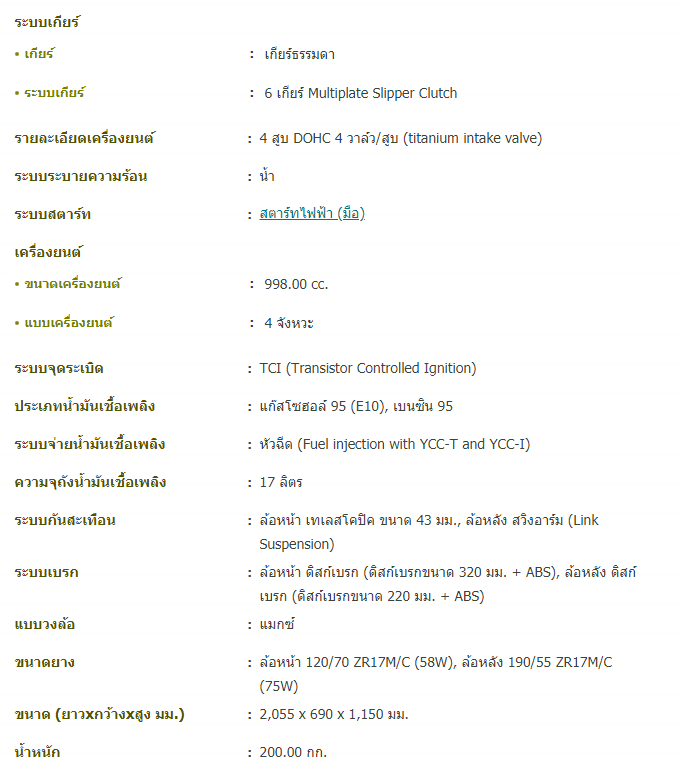 ระบบเกียร์
• เกียร์ : เกียร์ธรรมดา
• ระบบเกียร์ : 6 เกียร์ Multiplate Slipper Clutch
รายละเอียดเครื่องยนต์ : 4 สูบ DOHC 4 วาล์ว/สูบ (titanium intake valve)
ระบบระบายความร้อน : น้ำ
ระบบสตาร์ท : สตาร์ทไฟฟ้า (มือ)
เครื่องยนต์
• ขนาดเครื่องยนต์ : 998.00 cc.
• แบบเครื่องยนต์ : 4 จังหวะ
ระบบจุดระเบิด : TCI (Transistor Controlled Ignition)
ประเภทน้ำมันเชื้อเพลิง : แก๊สโซฮอล์ 95 (E10), เบนซิน 95
ระบบจ่ายน้ำมันเชื้อเพลิง : หัวฉีด (Fuel injection with YCC-T and YCC-I)
ความจุถังน้ำมันเชื้อเพลิง : 17 ลิตร
ระบบกันสะเทือน : ล้อหน้า เทเลสโคปิค ขนาด 43 มม., ล้อหลัง สวิงอาร์ม (Link
Suspension)
ระบบเบรก : ล้อหน้า ดิสก์เบรก (ดิสก์เบรกขนาด 320 มม. + ABS), ล้อหลัง ดิสก์
เบรก (ดิสก์เบรกขนาด 220 มม. + ABS)
แบบวงล้อ : แมกซ์
ขนาดยาง : ล้อหน้า 120/70 ZR17M/C (58W), ล้อหลัง 190/55 ZR17M/C
(75W)
ขนาด (ยาวxกว้างxสูง มม.) : 2,055 x 690 x 1,150 มม.
น้ำหนัก : 200.00 กก.